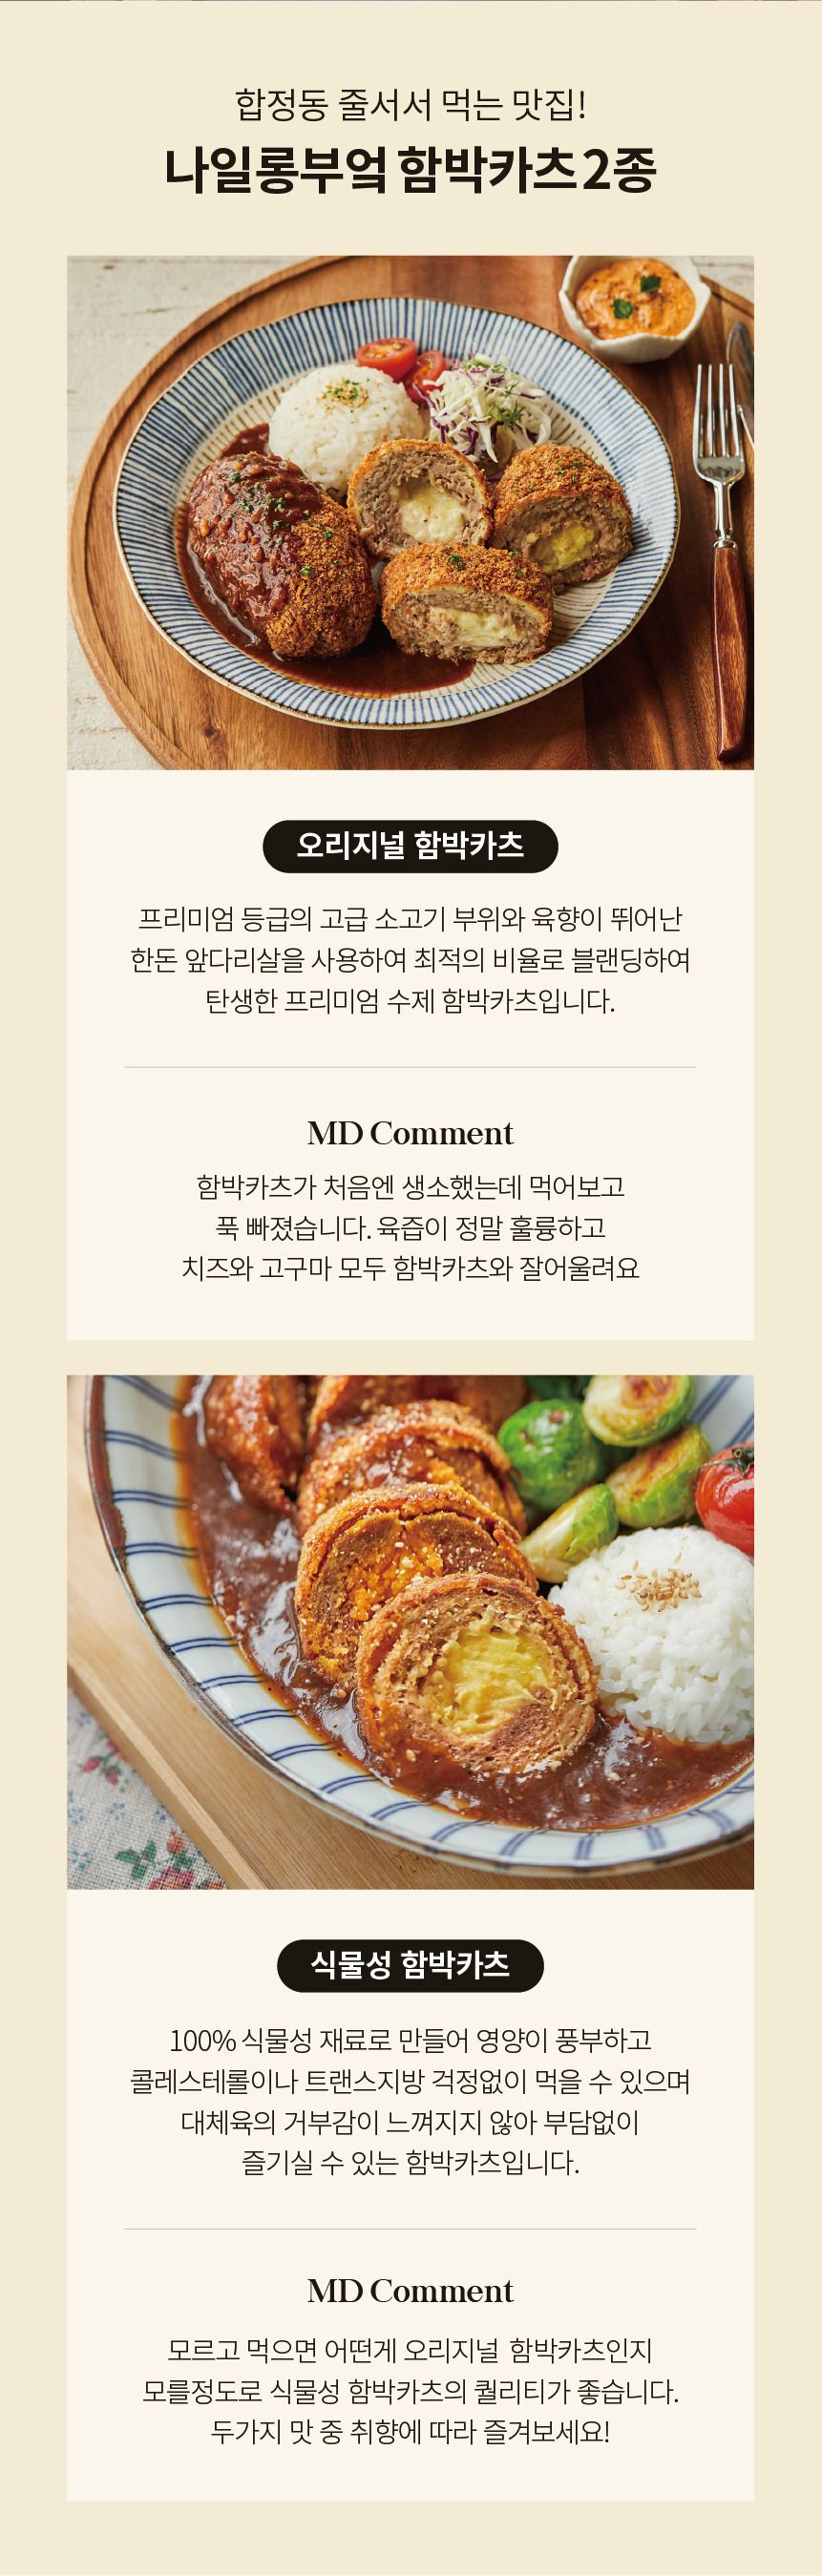 합정동 줄서서 먹는 맛집!
나일롱부엌 함박카츠 2종
오리지널 함박카츠
프리미엄 등급의 고급 소고기 부위와 육향이 뛰어난
한돈 앞다리살을 사용하여 최적의 비율로 블랜딩하여
탄생한 프리미엄 수제 함박카츠입니다.
MD Comment
함박카츠가 처음엔 생소했는데 먹어보고
푹 빠졌습니다. 육즙이 정말 훌륭하고
치즈와 고구마 모두 함박카츠와 잘어울려요
식물성 함박카츠
100% 식물성 재료로 만들어 영양이 풍부하고
콜레스테롤이나 트랜스지방 걱정없이 먹을 수 있으며
대체육의 거부감이 느껴지지 않아 부담없이
즐기실 수 있는 함박카츠입니다.
MD Comment
모르고 먹으면 어떤게 오리지널 함박카츠인지
모를정도로 식물성 함박카츠의 퀄리티가 좋습니다.
두가지 맛 중 취향에 따라 즐겨보세요!